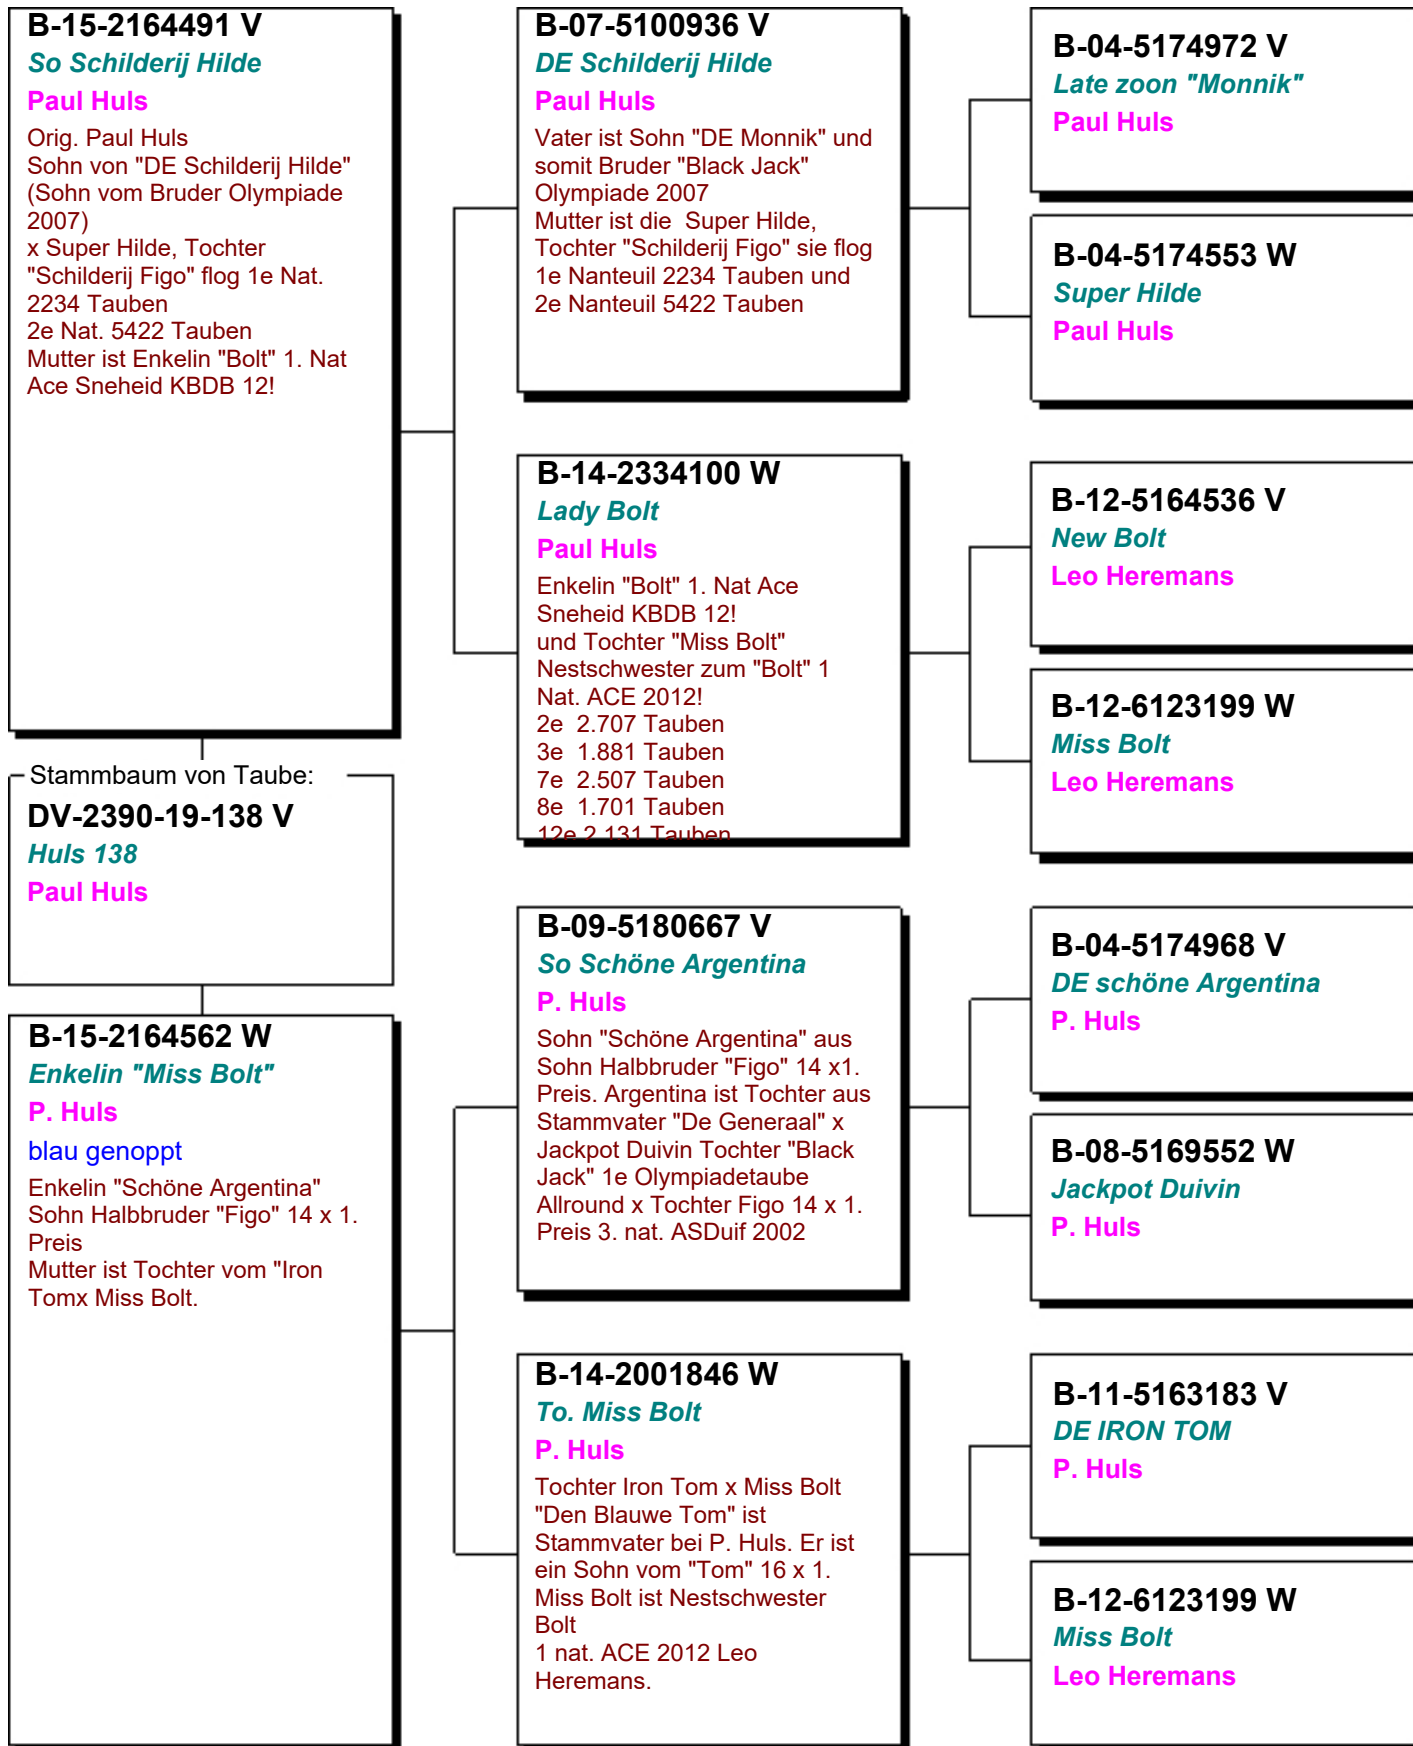 B-15-2164491 V
So Schilderij Hilde
Paul Huls
Orig. Paul Huls
Sohn von "DE Schilderij Hilde"
(Sohn vom Bruder Olympiade
2007)
x Super Hilde, Tochter
"Schilderij Figo" flog 1e Nat.
2234 Tauben
2e Nat. 5422 Tauben
Mutter ist Enkelin "Bolt" 1. Nat
Ace Sneheid KBDB 12!
Stammbaum von Taube:
DV-2390-19-138 V
Huls 138
Paul Huls
B-15-2164562 W
Enkelin "Miss Bolt"
P. Huls
blau genoppt
Enkelin "Schöne Argentina"
Sohn Halbbruder "Figo" 14 x 1.
Preis
Mutter ist Tochter vom "Iron
Tomx Miss Bolt.
B-07-5100936 V
DE Schilderij Hilde
Paul Huls
Vater ist Sohn "DE Monnik" und
somit Bruder "Black Jack"
Olympiade 2007
Mutter ist die  Super Hilde,
Tochter "Schilderij Figo" sie flog
1e Nanteuil 2234 Tauben und
2e Nanteuil 5422 Tauben
B-14-2334100 W
Lady Bolt
Paul Huls
Enkelin "Bolt" 1. Nat Ace
Sneheid KBDB 12!
und Tochter "Miss Bolt"
Nestschwester zum "Bolt" 1
Nat. ACE 2012!
2e  2.707 Tauben
3e  1.881 Tauben
7e  2.507 Tauben
8e  1.701 Tauben
12e 2.131 Tauben
B-09-5180667 V
So Schöne Argentina
P. Huls
Sohn "Schöne Argentina" aus
Sohn Halbbruder "Figo" 14 x1.
Preis. Argentina ist Tochter aus
Stammvater "De Generaal" x
Jackpot Duivin Tochter "Black
Jack" 1e Olympiadetaube
Allround x Tochter Figo 14 x 1.
Preis 3. nat. ASDuif 2002
B-14-2001846 W
To. Miss Bolt
P. Huls
Tochter Iron Tom x Miss Bolt
"Den Blauwe Tom" ist
Stammvater bei P. Huls. Er ist
ein Sohn vom "Tom" 16 x 1.
Miss Bolt ist Nestschwester
Bolt
1 nat. ACE 2012 Leo
Heremans.
B-04-5174972 V
Late zoon "Monnik"
Paul Huls
B-04-5174553 W
Super Hilde
Paul Huls
B-12-5164536 V
New Bolt
Leo Heremans
B-12-6123199 W
Miss Bolt
Leo Heremans
B-04-5174968 V
DE schöne Argentina
P. Huls
B-08-5169552 W
Jackpot Duivin
P. Huls
B-11-5163183 V
DE IRON TOM
P. Huls
B-12-6123199 W
Miss Bolt
Leo Heremans